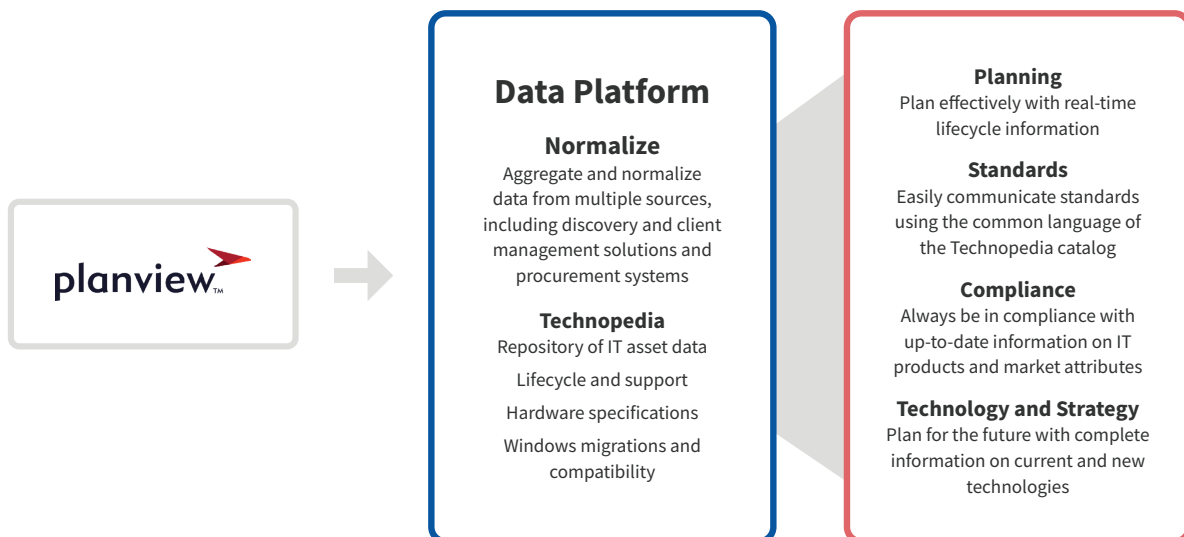 planview™
Data Platform
Normalize
Aggregate and normalize
data from multiple sources,
including discovery and client
management solutions and
procurement systems
Technopedia
Repository of IT asset data
Lifecycle and support
Hardware specifications
Windows migrations and
compatibility
Planning
Plan effectively with real-time
lifecycle information
Standards
Easily communicate standards
using the common language of
the Technopedia catalog
Compliance
Always be in compliance with
up-to-date information on IT
products and market attributes
Technology and Strategy
Plan for the future with complete
information on current and new
technologies